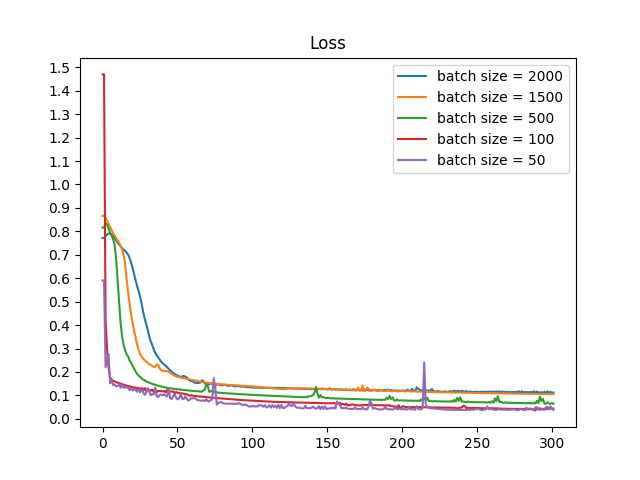 Loss
1.5
1.4
1.3
1.2
1.1
1.0
0.9
0.8
0.7
0.6
0.5
0.4
0.3
0.2
0.1
0.0
batch size = 2000
batch size = 1500
batch size = 500
batch size = 100
batch size = 50
0 50 100 150 200 250 300